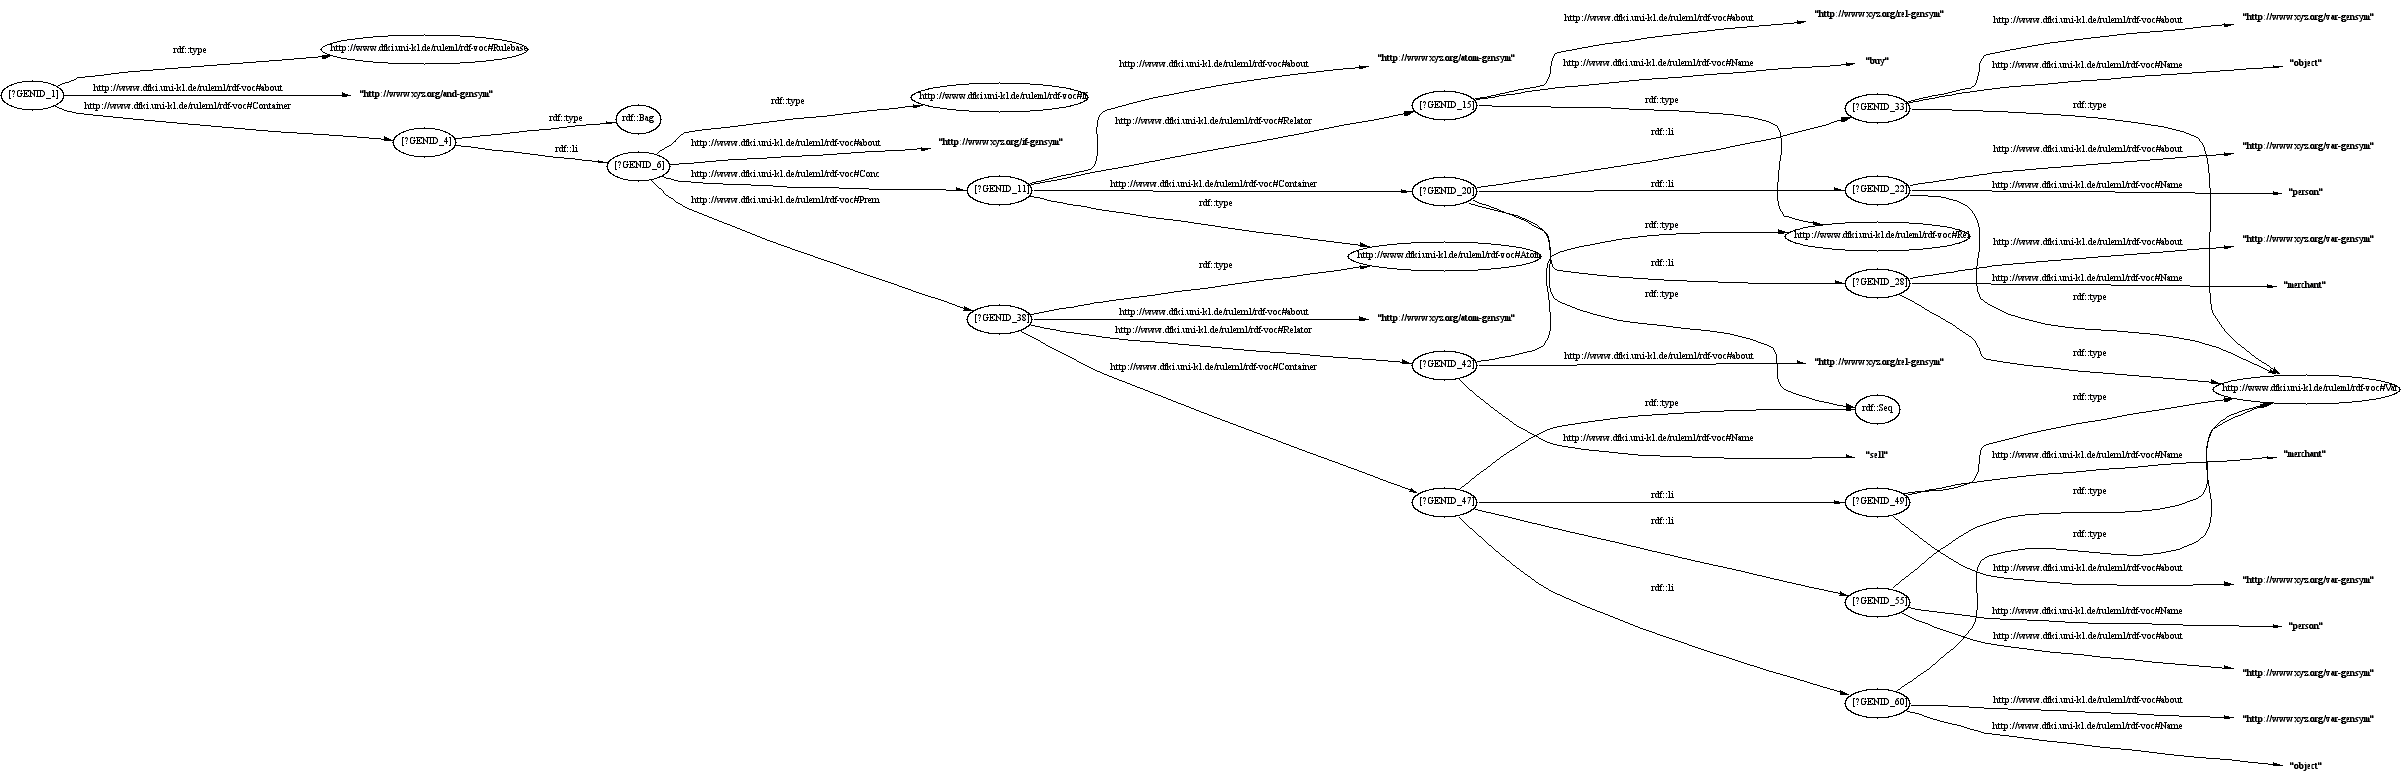 rdf::type
http://www.dfki.uni-kl.de/ruleml/rdf-voc#Rulebase
[?GENID_1]
http://www.dfki.uni-kl.de/ruleml/rdf-voc#about
"http://www.xyz.org/and-gensym"
http://www.dfki.uni-kl.de/ruleml/rdf-voc#Container
[?GENID_4]
rdf::type
rdf::Bag
rdf::li
[?GENID_6]
rdf::type
http://www.dfki.uni-kl.de/ruleml/rdf-voc#If
http://www.dfki.uni-kl.de/ruleml/rdf-voc#about
"http://www.xyz.org/if-gensym"
http://www.dfki.uni-kl.de/ruleml/rdf-voc#Conc
http://www.dfki.uni-kl.de/ruleml/rdf-voc#Prem
[?GENID_11]
http://www.dfki.uni-kl.de/ruleml/rdf-voc#about
"http://www.xyz.org/atom-gensym"
http://www.dfki.uni-kl.de/ruleml/rdf-voc#Relator
http://www.dfki.uni-kl.de/ruleml/rdf-voc#Container
rdf::type
http://www.dfki.uni-kl.de/ruleml/rdf-voc#Atom
rdf::type
[?GENID_38]
http://www.dfki.uni-kl.de/ruleml/rdf-voc#about
"http://www.xyz.org/atom-gensym"
http://www.dfki.uni-kl.de/ruleml/rdf-voc#Relator
http://www.dfki.uni-kl.de/ruleml/rdf-voc#Container
http://www.dfki.uni-kl.de/ruleml/rdf-voc#about
"http://www.xyz.org/rel-gensym"
http://www.dfki.uni-kl.de/ruleml/rdf-voc#Name
"buy"
[?GENID_15]
rdf::type
rdf::li
[?GENID_20]
rdf::li
rdf::type
http://www.dfki.uni-kl.de/ruleml/rdf-voc#Rel
rdf::li
rdf::type
[?GENID_42]
http://www.dfki.uni-kl.de/ruleml/rdf-voc#about
"http://www.xyz.org/rel-gensym"
rdf::type
rdf::Seq
http://www.dfki.uni-kl.de/ruleml/rdf-voc#Name
"sell"
[?GENID_47]
rdf::li
rdf::li
rdf::li
http://www.dfki.uni-kl.de/ruleml/rdf-voc#about
"http://www.xyz.org/var-gensym"
http://www.dfki.uni-kl.de/ruleml/rdf-voc#Name
"object"
[?GENID_33]
rdf::type
http://www.dfki.uni-kl.de/ruleml/rdf-voc#about
"http://www.xyz.org/var-gensym"
[?GENID_22]
http://www.dfki.uni-kl.de/ruleml/rdf-voc#Name
"person"
http://www.dfki.uni-kl.de/ruleml/rdf-voc#about
"http://www.xyz.org/var-gensym"
[?GENID_28]
http://www.dfki.uni-kl.de/ruleml/rdf-voc#Name
"merchant"
rdf::type
rdf::type
http://www.dfki.uni-kl.de/ruleml/rdf-voc#Var
rdf::type
http://www.dfki.uni-kl.de/ruleml/rdf-voc#Name
"merchant"
[?GENID_49]
rdf::type
rdf::type
http://www.dfki.uni-kl.de/ruleml/rdf-voc#about
"http://www.xyz.org/var-gensym"
[?GENID_55]
http://www.dfki.uni-kl.de/ruleml/rdf-voc#Name
"person"
http://www.dfki.uni-kl.de/ruleml/rdf-voc#about
"http://www.xyz.org/var-gensym"
[?GENID_60]
http://www.dfki.uni-kl.de/ruleml/rdf-voc#about
"http://www.xyz.org/var-gensym"
http://www.dfki.uni-kl.de/ruleml/rdf-voc#Name
"object"